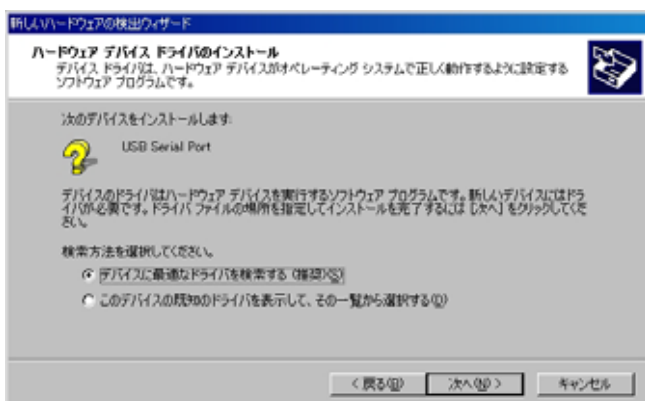 新しいハードウェアの検出ウィザード
ハードウェア デバイス ドライバのインストール
デバイス ドライバは、ハードウェア デバイスがオペレーティング システムで正しく動作するように設定する
ソフトウェア プログラムです。
次のデバイスをインストールします:
USB Serial Port
デバイスのドライバはハードウェア デバイスを実行するソフトウェア プログラムです。新しいデバイスにはドラ
イバが必要です。ドライバ ファイルの場所を指定してインストールを完了するには [次へ] をクリックしてくだ
さい。
検索方法を選択してください。
デバイスに最適なドライバを検索する (推奨)(S)
このデバイスの既知のドライバを表示して、その一覧から選択する(D)
< 戻る(B)
次へ(N) >
キャンセル